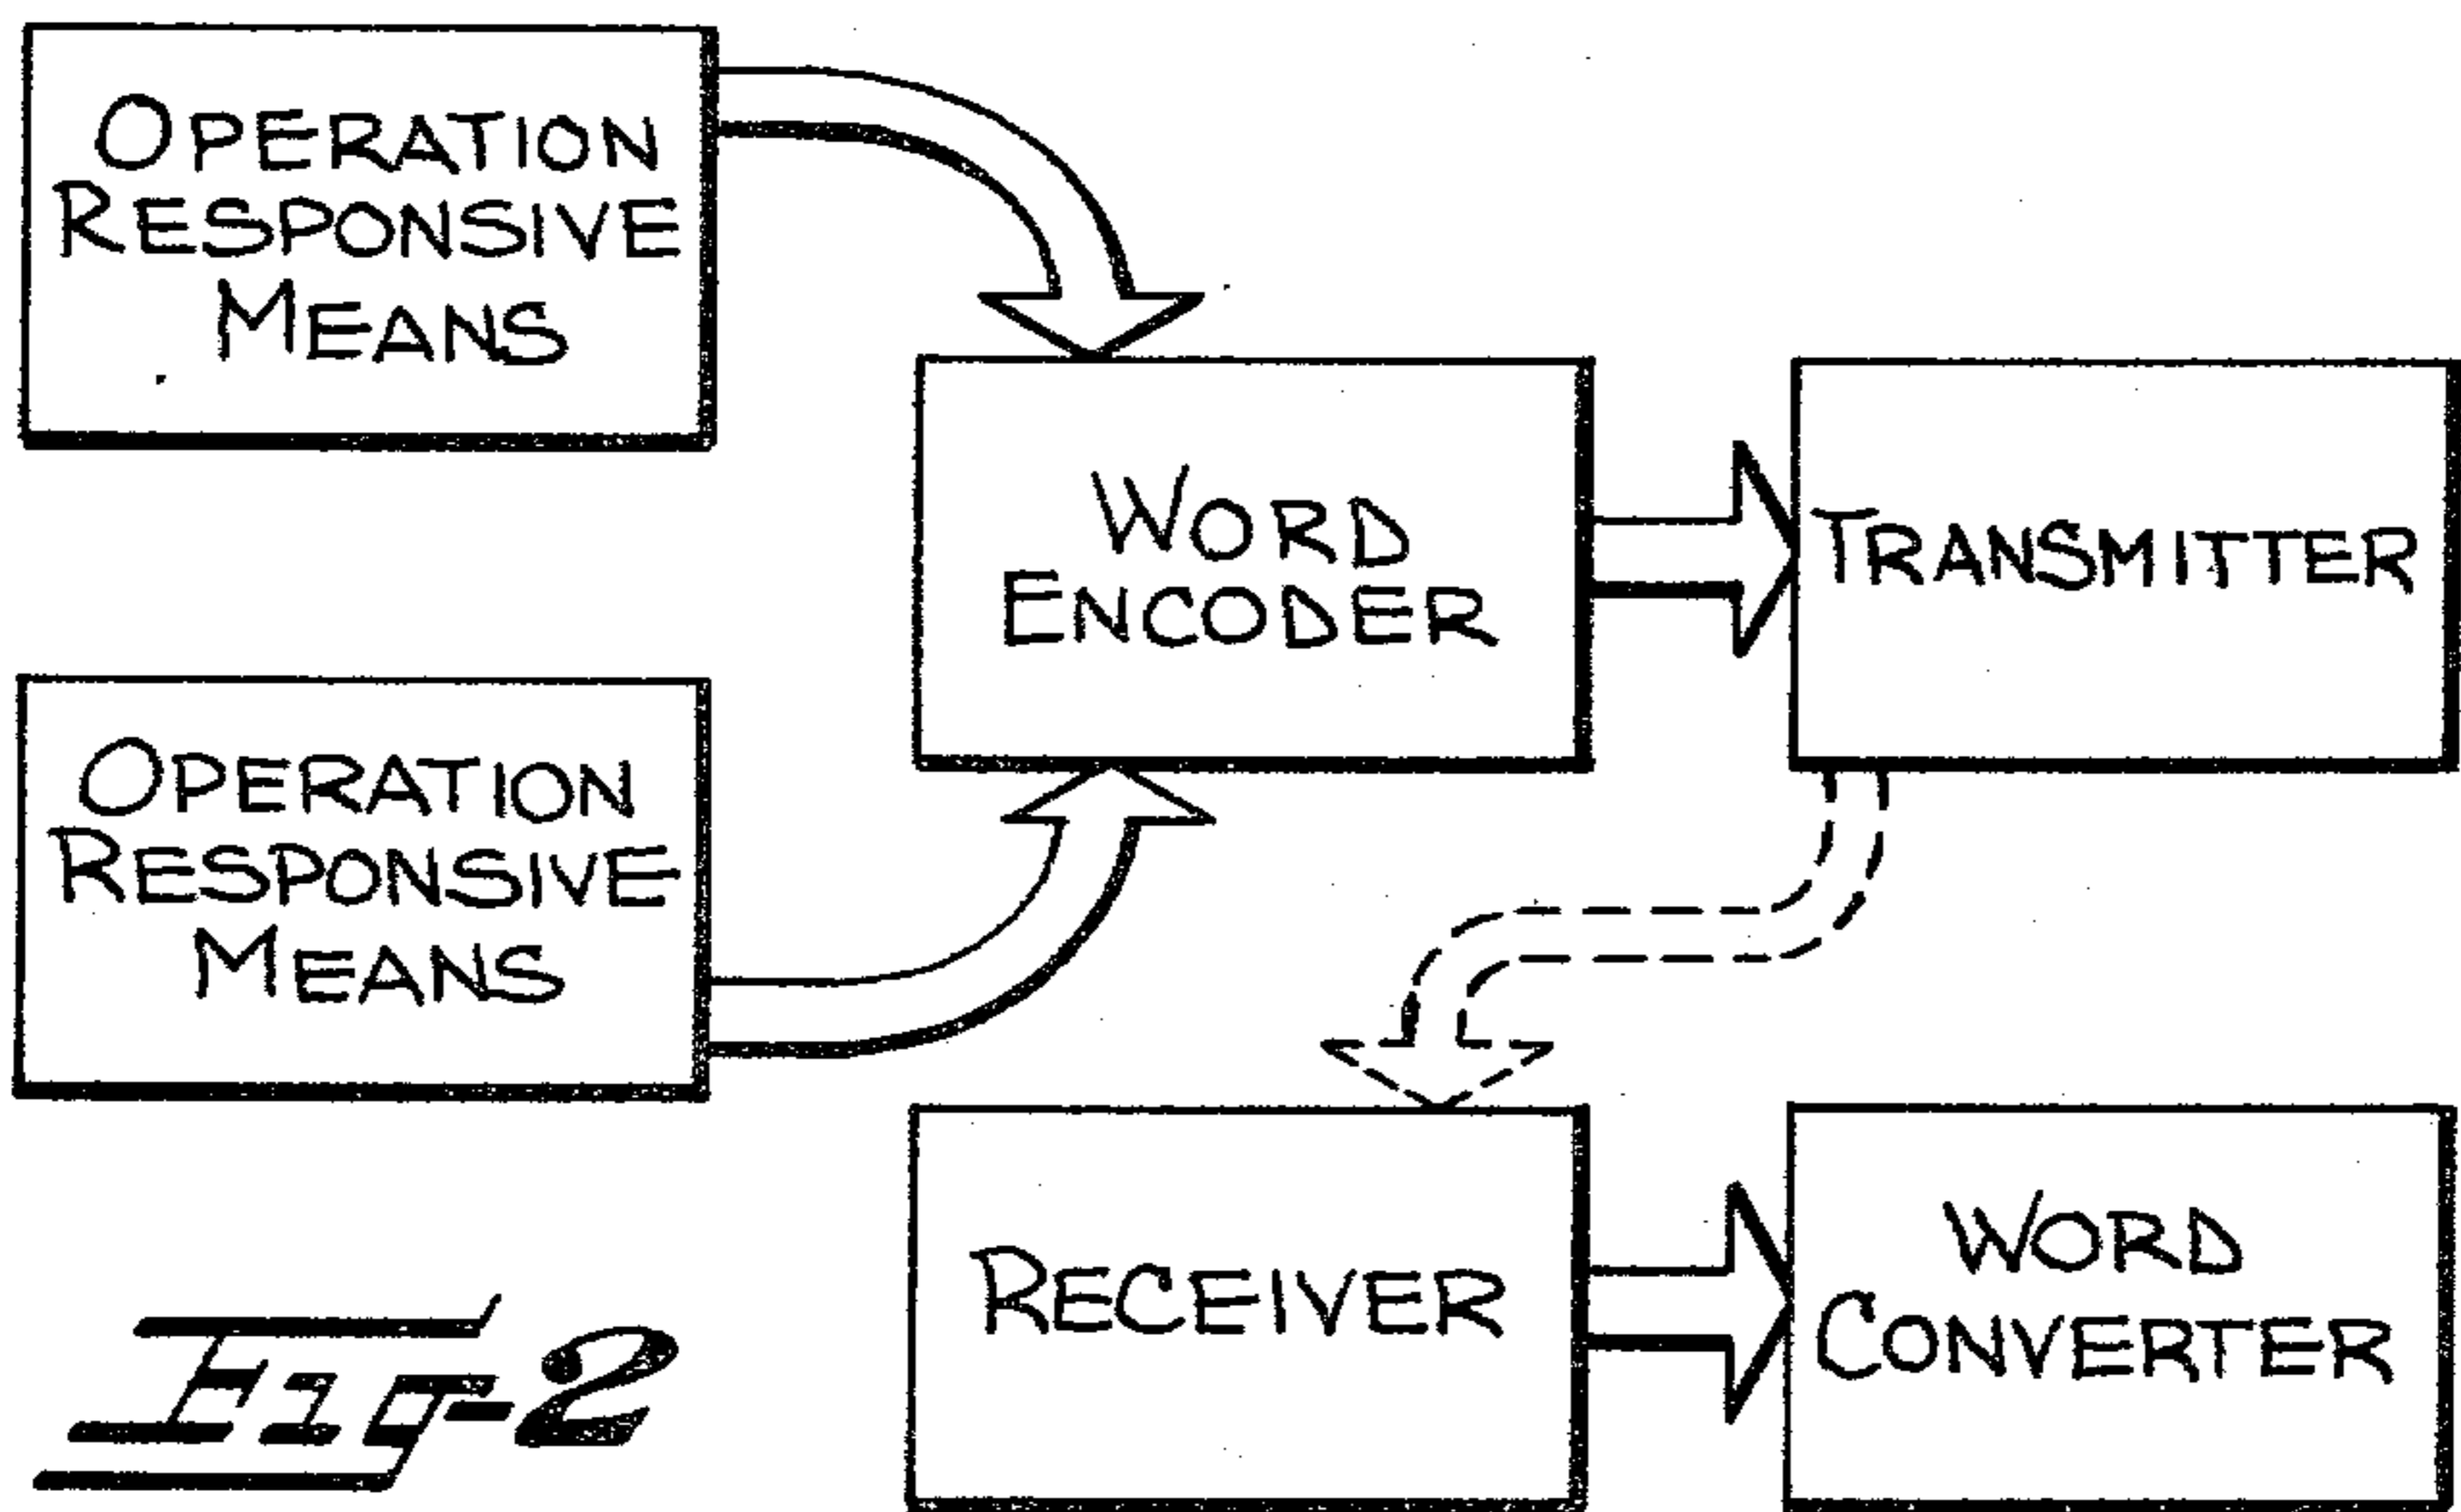 OPERATION
RESPONSIVE
MEANS
WORD
ENCODER
TRANSMITTER
OPERATION
RESPONSIVE
MEANS
RECEIVER
WORD
CONVERTER
Fig-2